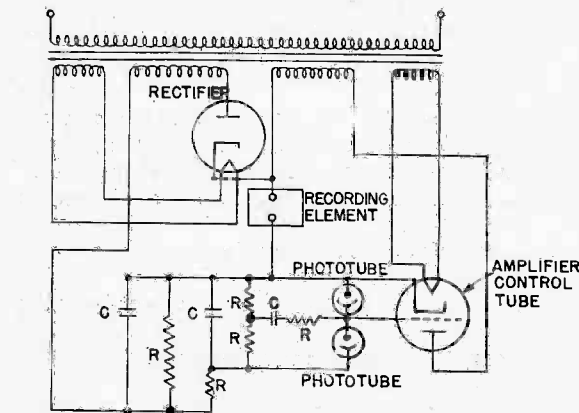 RECTIFIER
RECORDING
ELEMENT
PHOTOTUBE
AMPLIFIER
CONTROL
TUBE
C
R
C
R
R
R
C
R
PHOTOTUBE